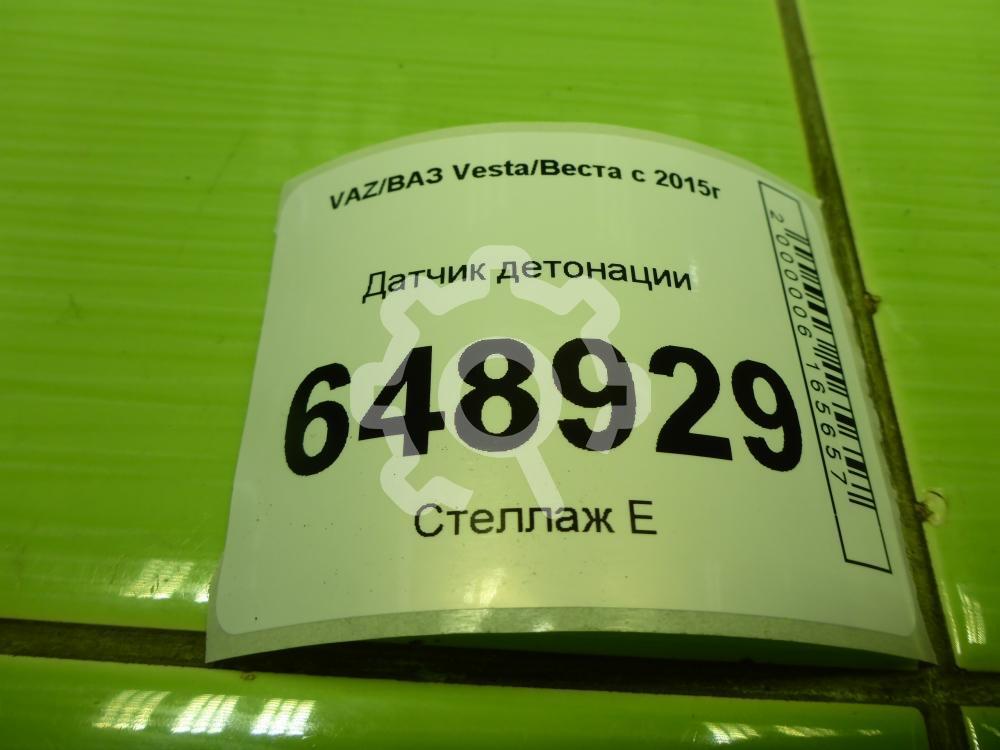 VAZ/ВАЗ Vesta/Веста с 2015г
Датчик детонации
648929
Стеллаж Е
2000006165657